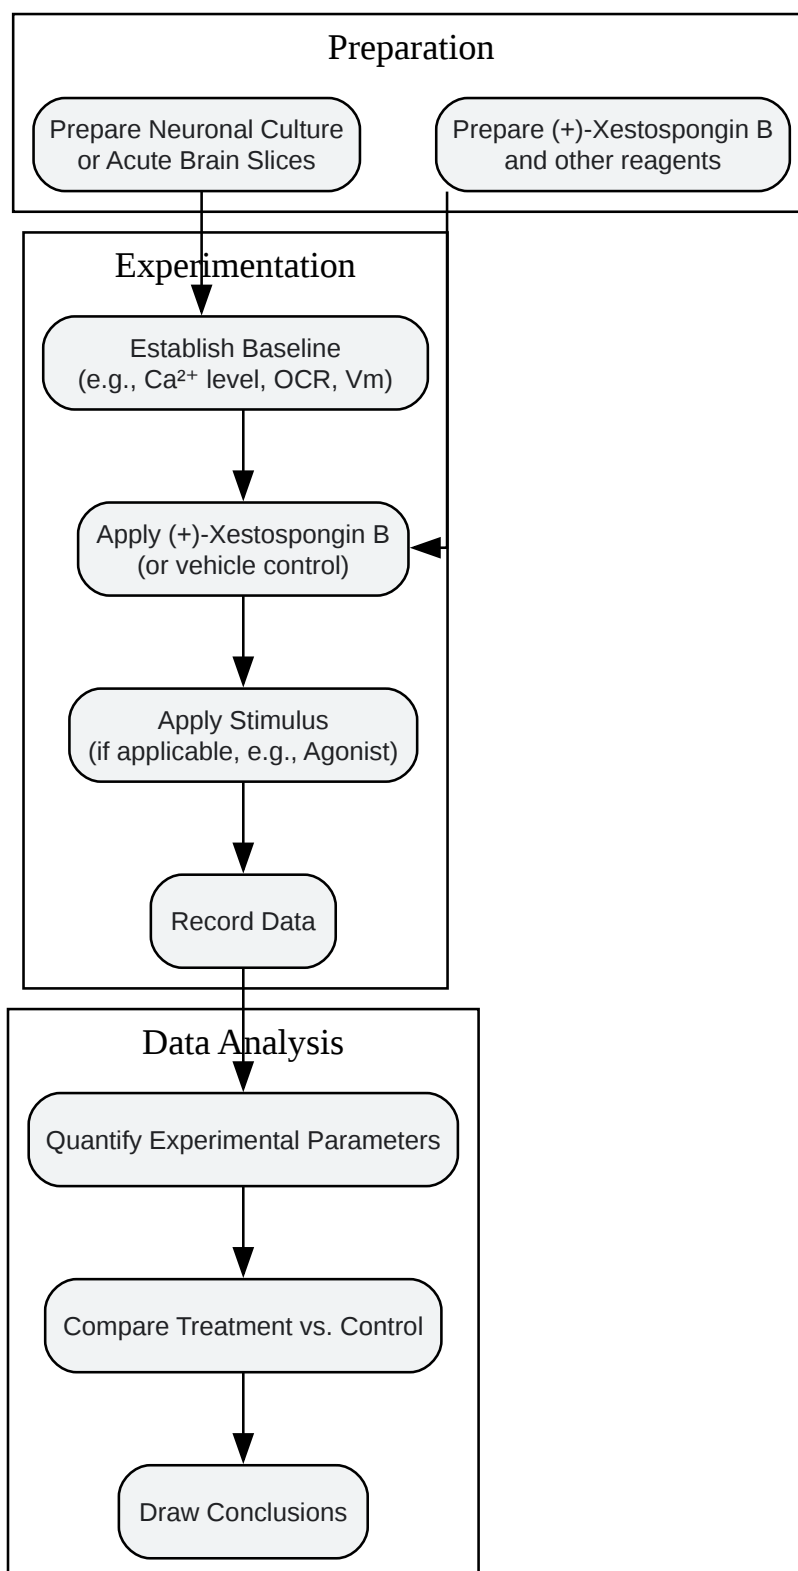 Preparation
Prepare Neuronal Culture
or Acute Brain Slices
Prepare (+)-Xestospongin B
and other reagents
Experimentation
Establish Baseline
(e.g., Ca²⁺ level, OCR, Vm)
Apply (+)-Xestospongin B
(or vehicle control)
Apply Stimulus
(if applicable, e.g., Agonist)
Record Data
Data Analysis
Quantify Experimental Parameters
Compare Treatment vs. Control
Draw Conclusions